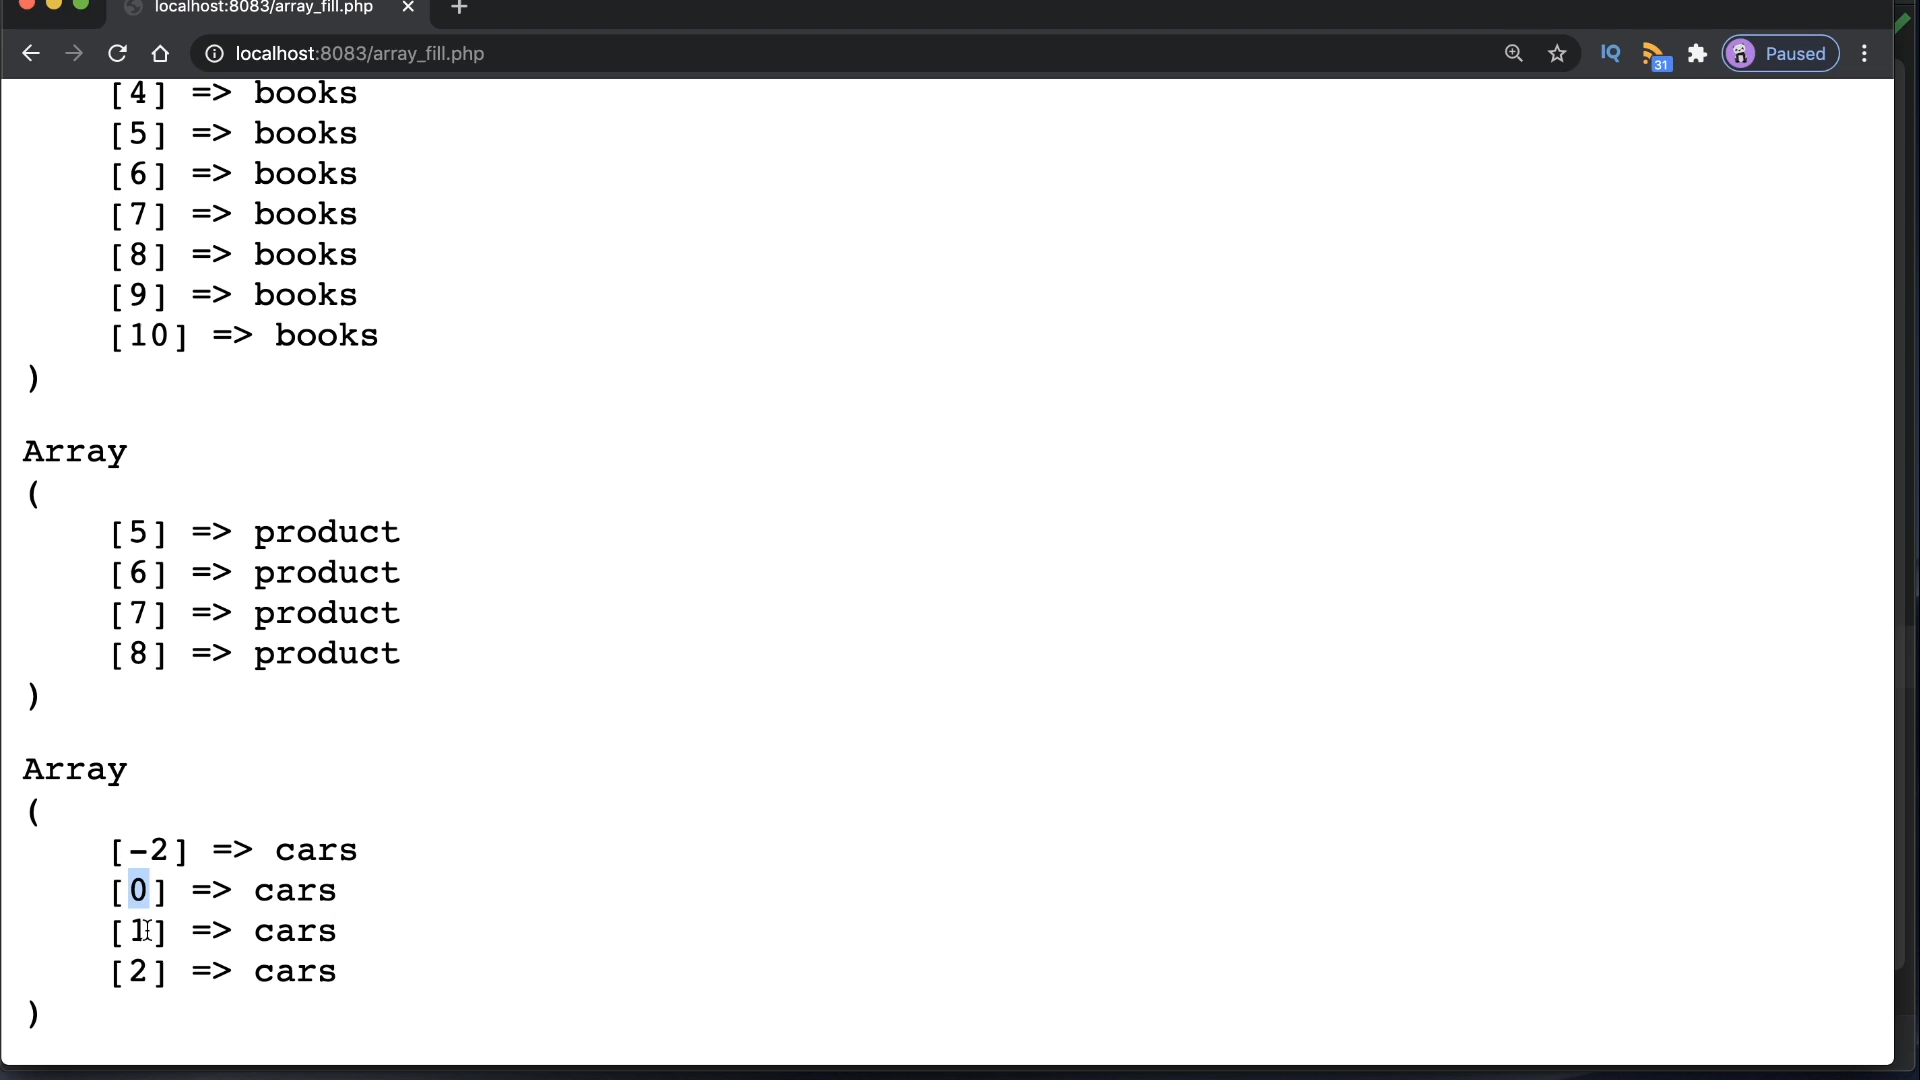 localhost:8083/array_fill.php
localhost:8083/array_fill.php
IQ
31
Paused
[4] => books
[5] => books
[6] => books
[7] => books
[8] => books
[9] => books
[10] => books
)
Array
(
[5] => product
[6] => product
[7] => product
[8] => product
)
Array
(
[-2] => cars
[0] => cars
[1] => cars
[2] => cars
)